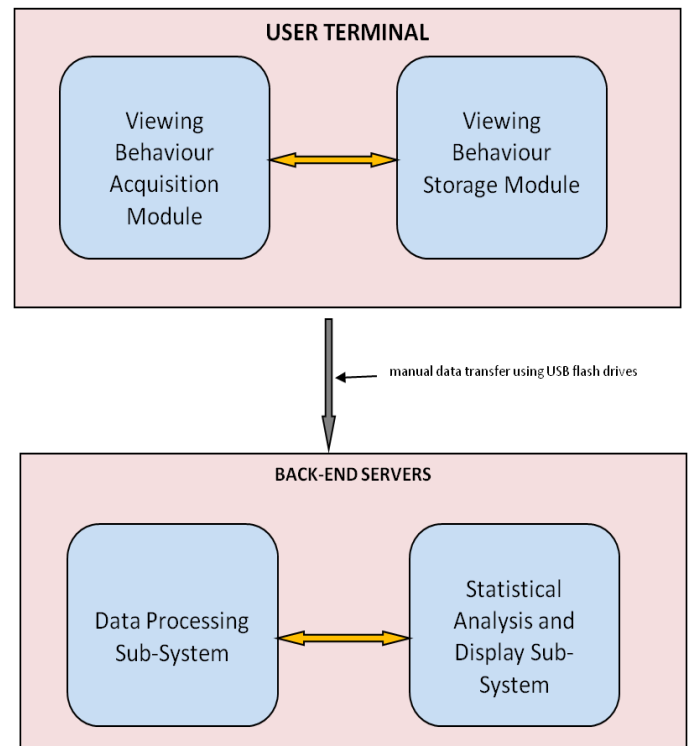 USER TERMINAL
Viewing
Behaviour
Acquisition
Module
Viewing
Behaviour
Storage Module
manual data transfer using USB flash drives
BACK-END SERVERS
Data Processing
Sub-System
Statistical
Analysis and
Display Sub-
System